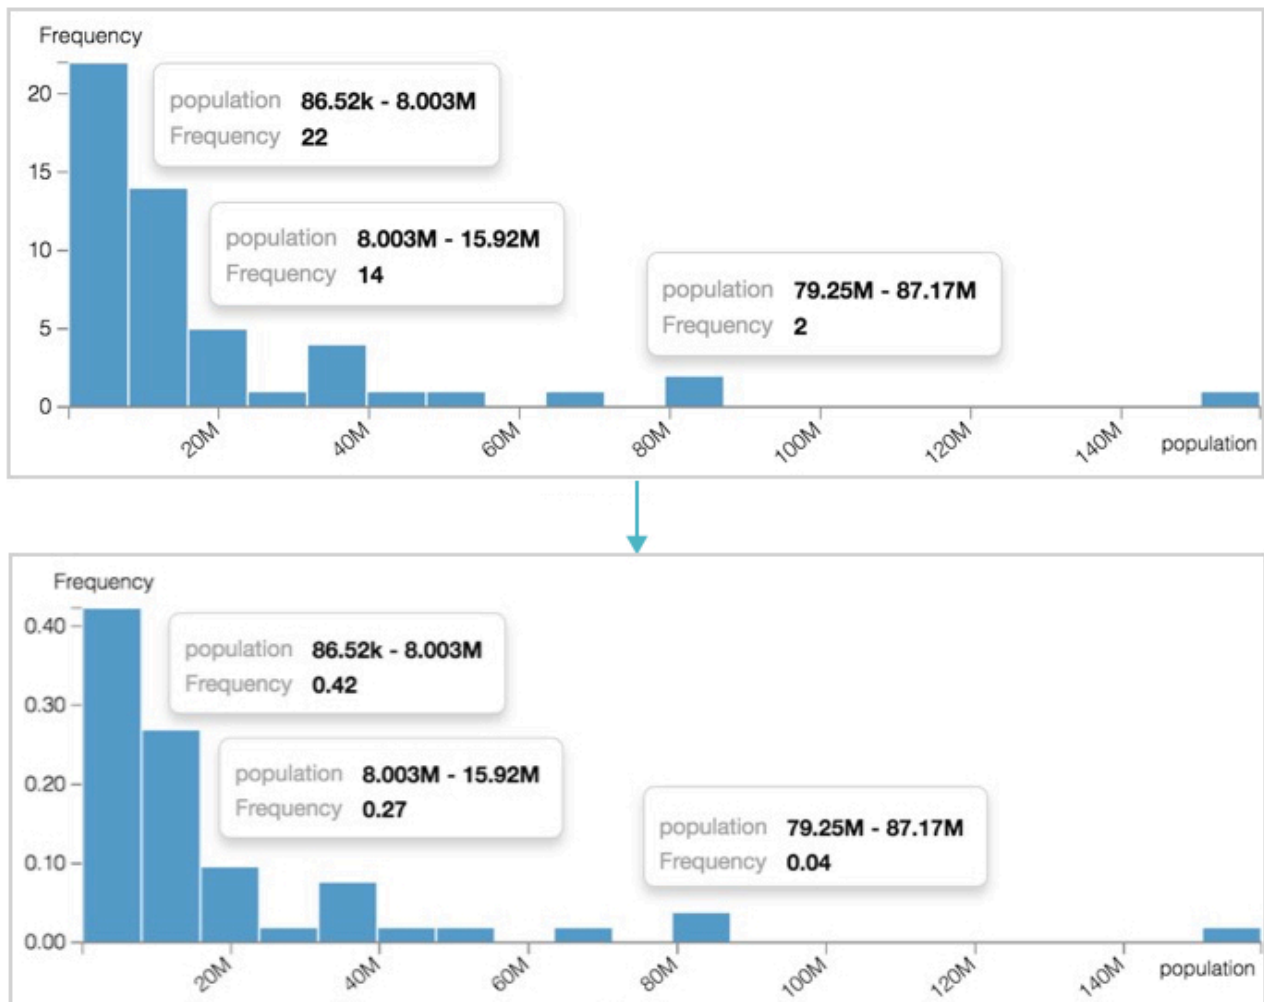 Frequency
20
population 86.52k - 8.003M
Frequency 22
15
population 8.003M - 15.92M
Frequency 14
10
population 79.25M - 87.17M
Frequency 2
5
0
20M 40M 60M 80M 100M 120M 140M population
Frequency
0.40
population 86.52k - 8.003M
Frequency 0.42
0.30
population 8.003M - 15.92M
Frequency 0.27
0.20
population 79.25M - 87.17M
Frequency 0.04
0.10
0.00
20M 40M 60M 80M 100M 120M 140M population